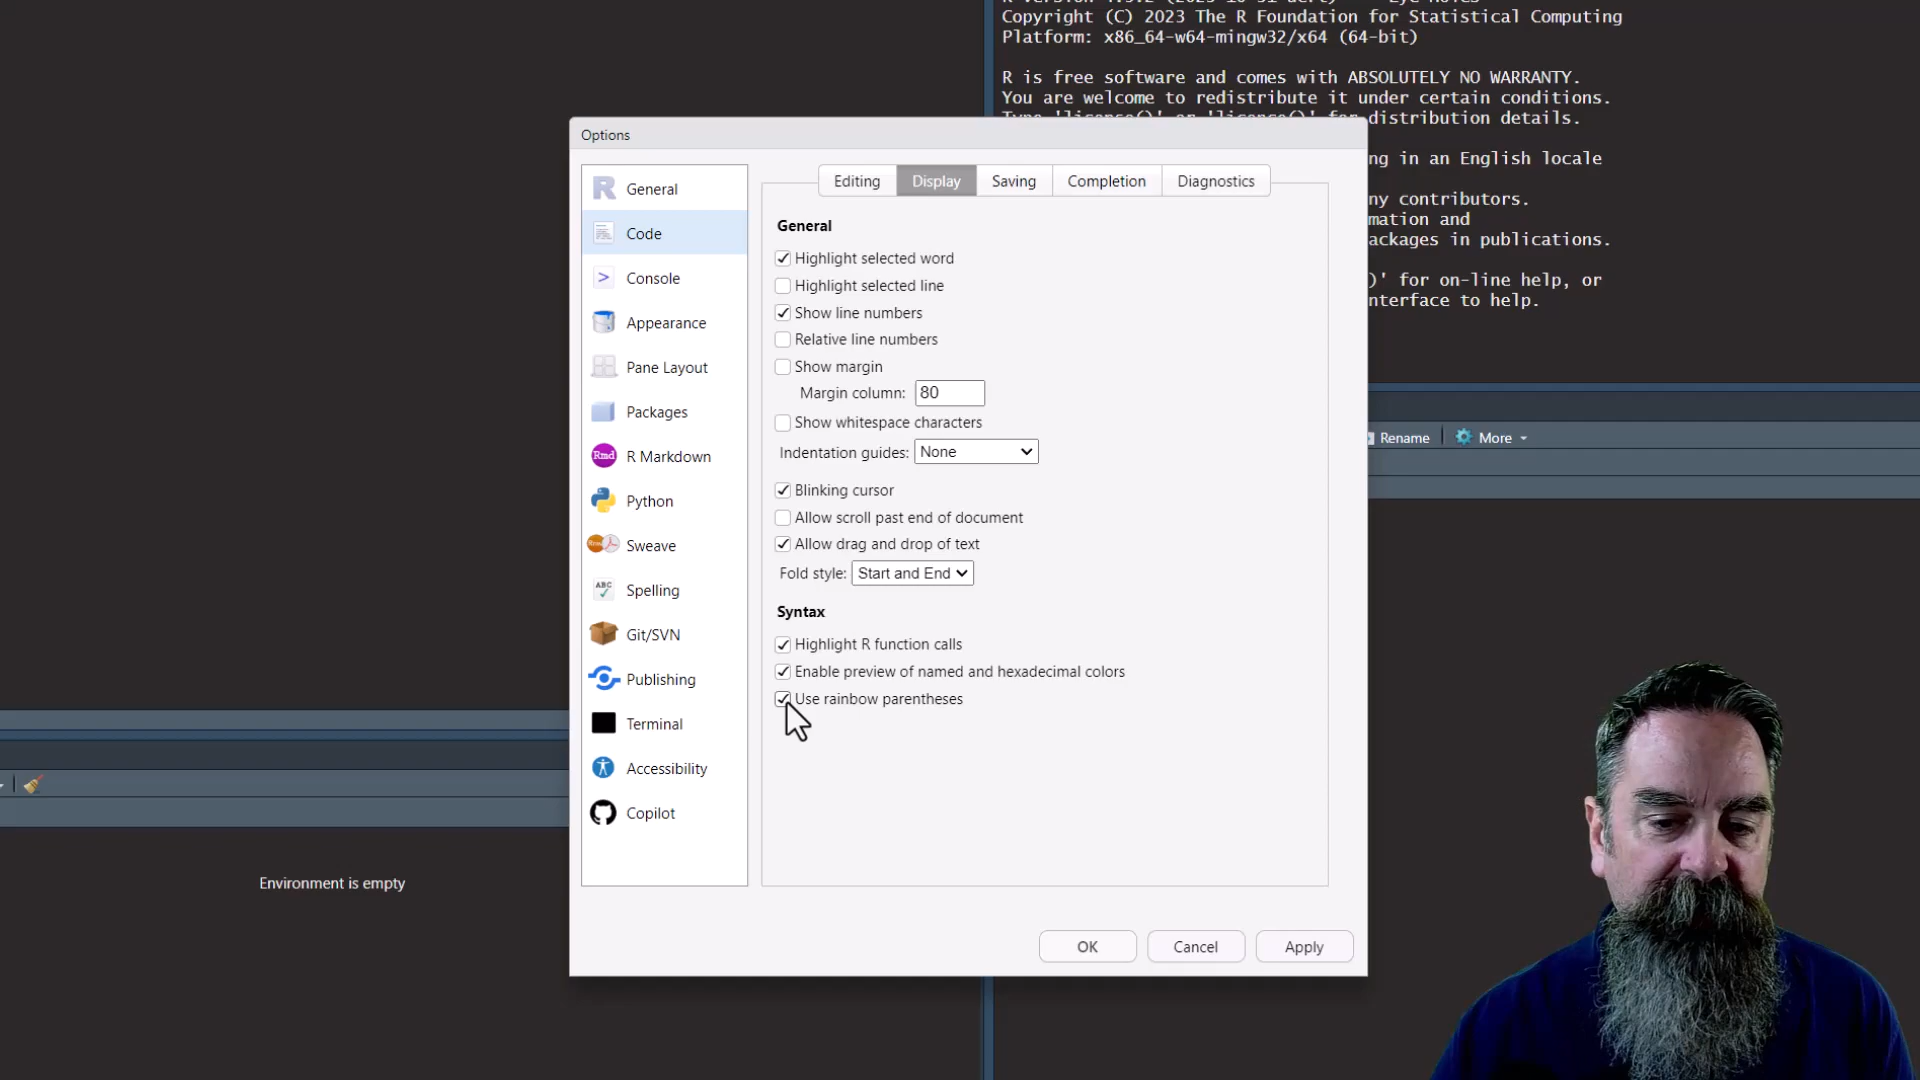 Copyright (C) 2023 The R Foundation for Statistical Computing
Platform: x86_64-w64-mingw32/x64 (64-bit)
R is free software and comes with ABSOLUTELY NO WARRANTY.
You are welcome to redistribute it under certain conditions.
Type 'license()' or 'licence()' for distribution details.
ng in an English locale
ny contributors.
mation and
ackages in publications.
)' for on-line help, or
nterface to help.
Options
General
Code
Console
Appearance
Pane Layout
Packages
Rmd R Markdown
Python
Sweave
ABC Spelling
Git/SVN
Publishing
Terminal
Accessibility
Copilot
Editing
Display
Saving
Completion
Diagnostics
General
Highlight selected word
Highlight selected line
Show line numbers
Relative line numbers
Show margin
Margin column: 80
Show whitespace characters
Indentation guides: None
Blinking cursor
Allow scroll past end of document
Allow drag and drop of text
Fold style: Start and End
Syntax
Highlight R function calls
Enable preview of named and hexadecimal colors
Use rainbow parentheses
OK
Cancel
Apply
Rename
More
Environment is empty